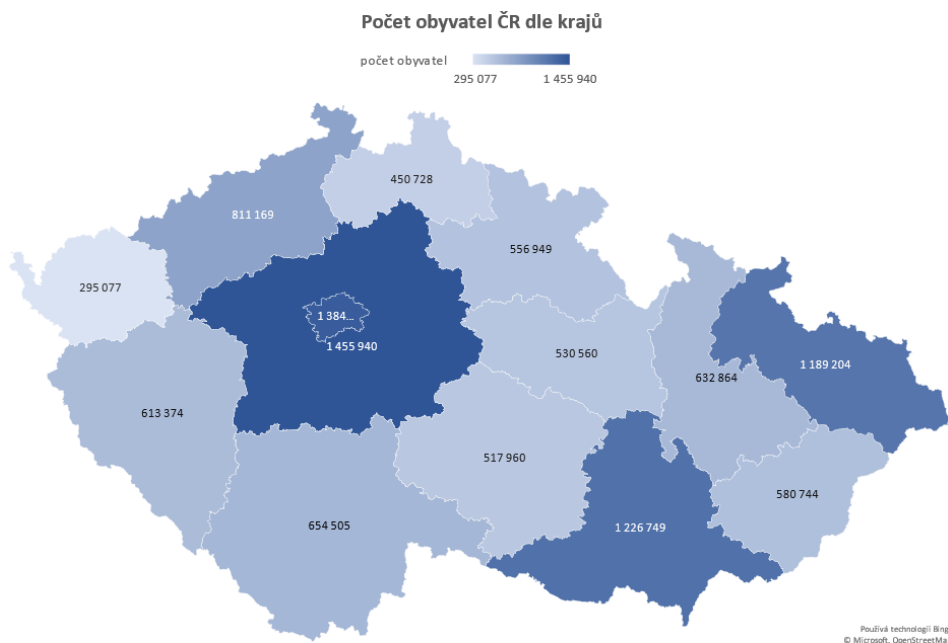 Počet obyvatel ČR dle krajů
počet obyvatel
295 077 1 455 940
450 728
811 169
556 949
295 077
1 384...
1 455 940
530 560
1 189 204
632 864
613 374
517 960
580 744
654 505
1 226 749
Používá technologii Bing
© Microsoft, OpenStreetMa